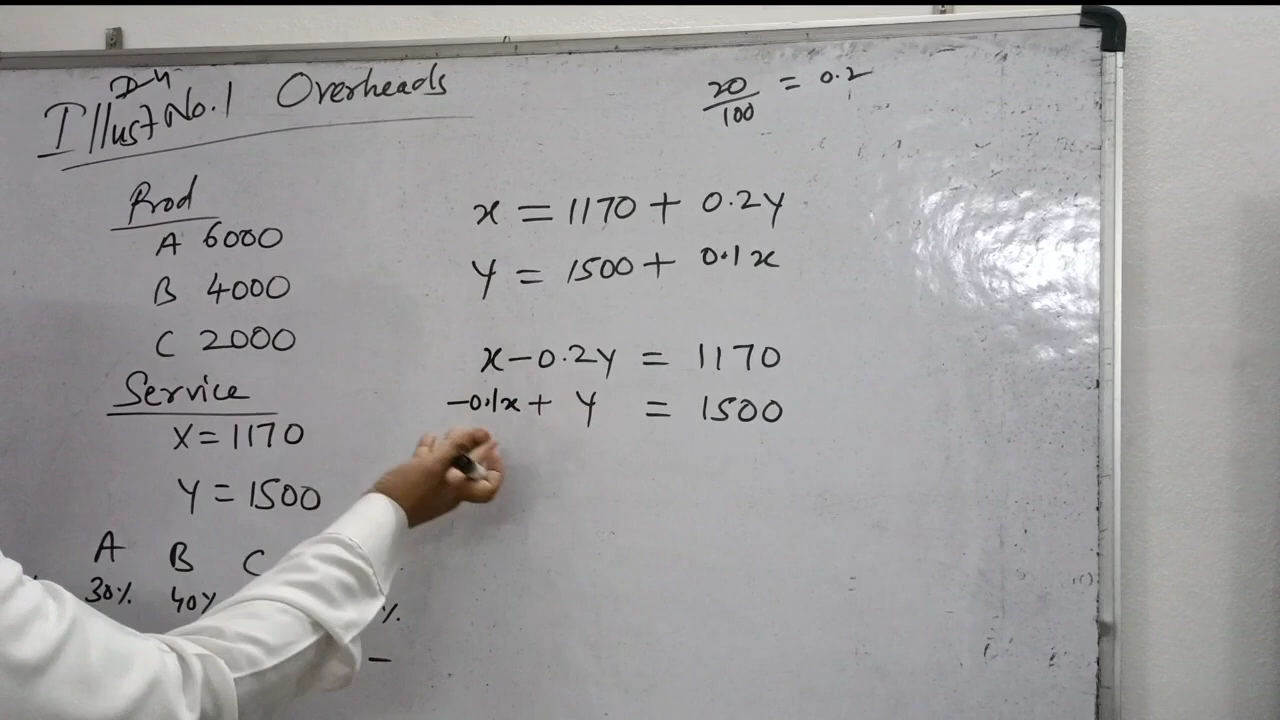 D-4
Illust No.1 Overheads
20/100 = 0.2
Prod
A 6000
B 4000
C 2000
Service
X = 1170
Y = 1500
A B C
30% 40%
%.
–
x = 1170 + 0.2y
y = 1500 + 0.1x
x – 0.2y = 1170
–0.1x + y = 1500